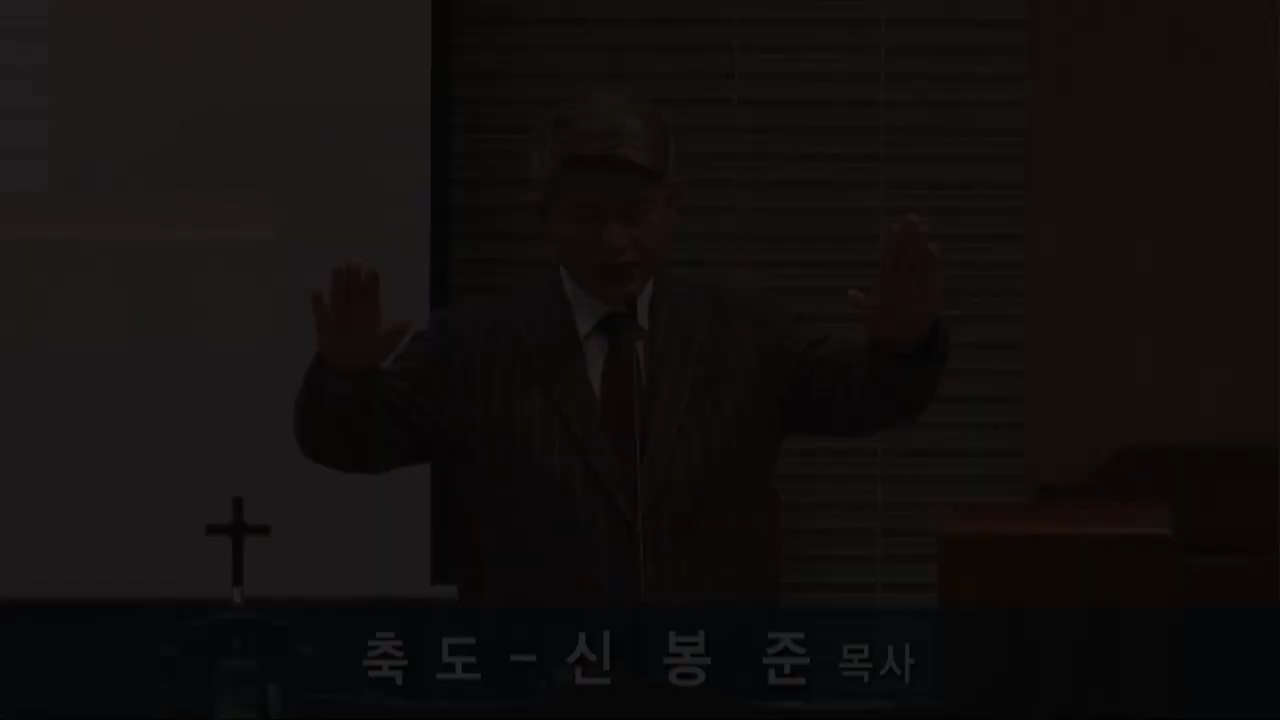 축 도 - 신 봉 준 목사